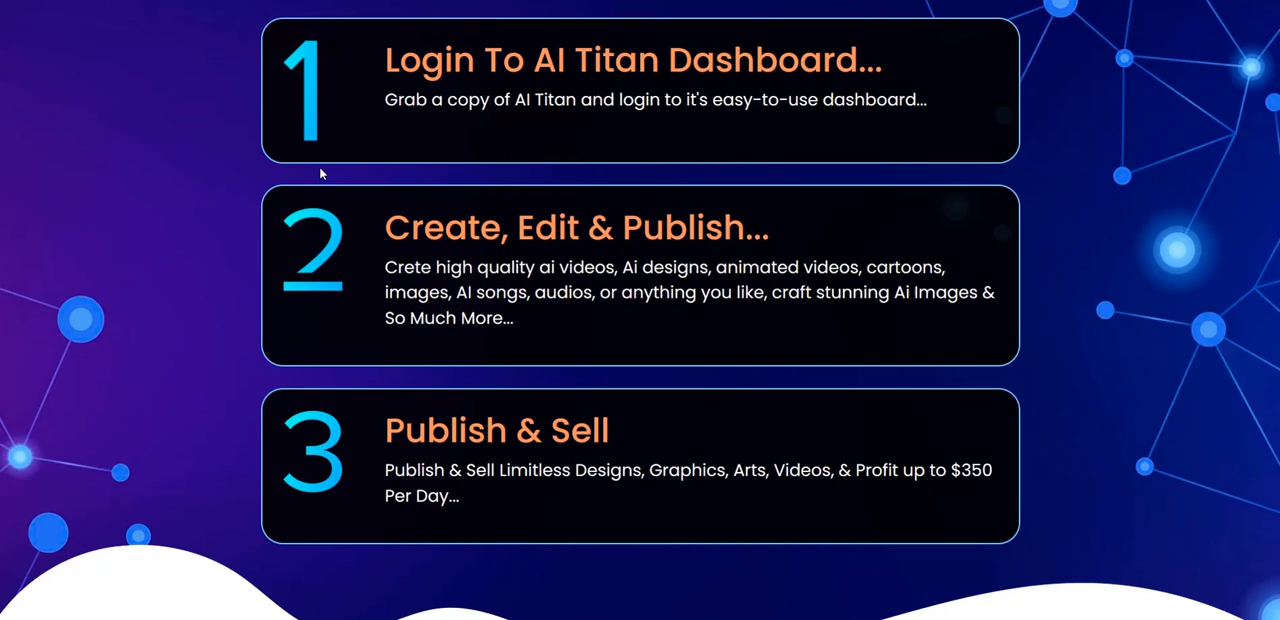 1
Login To AI Titan Dashboard...
Grab a copy of AI Titan and login to it's easy-to-use dashboard...
2
Create, Edit & Publish...
Crete high quality ai videos, Ai designs, animated videos, cartoons,
images, AI songs, audios, or anything you like, craft stunning Ai Images &
So Much More...
3
Publish & Sell
Publish & Sell Limitless Designs, Graphics, Arts, Videos, & Profit up to $350
Per Day...